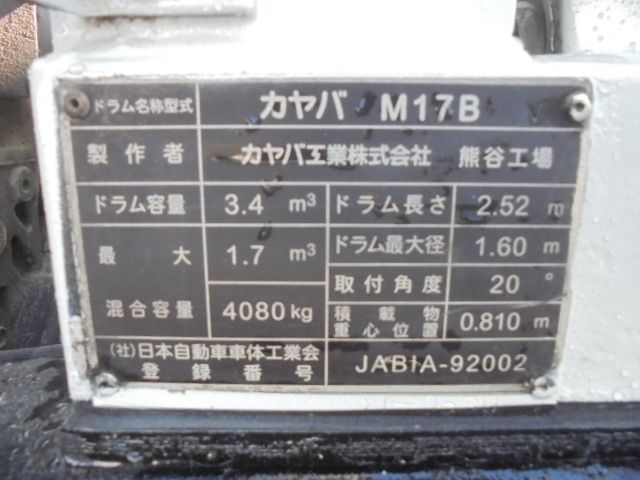 ドラム名称型式 カヤバ M17B
製作者 カヤバ工業株式会社 熊谷工場
ドラム容量 3.4 m³ ドラム長さ 2.52 m
最大 1.7 m³ ドラム最大径 1.60 m
取付角度 20 °
混合容量 4080kg 積載物 0.810 m
重心位置
(社)日本自動車車体工業会 JABIA-92002
登録番号